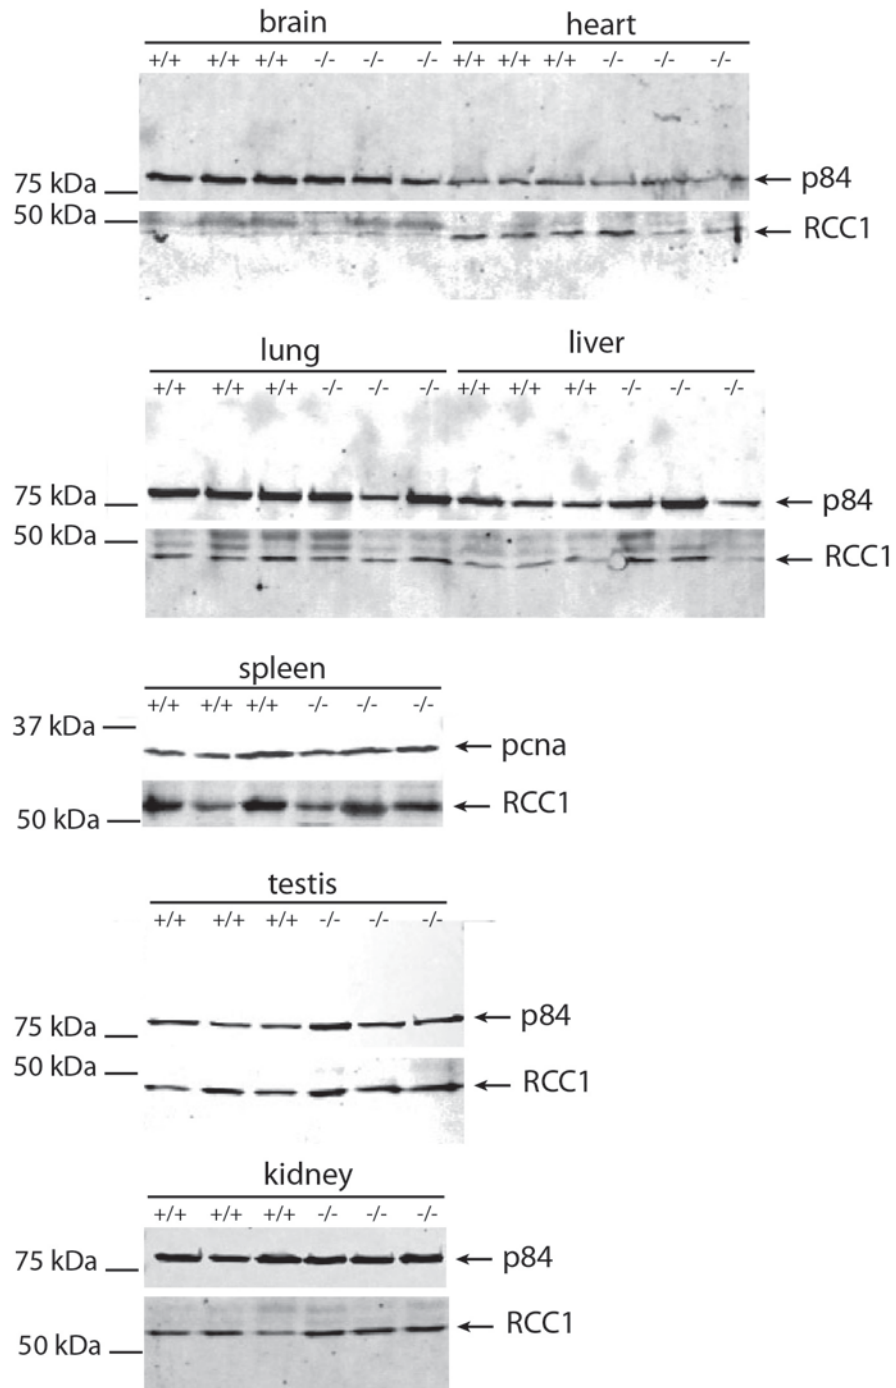 brain heart
+/+ +/+ +/+ -/- -/- -/- +/+ +/+ +/+ -/- -/- -/-
75 kDa p84
50 kDa RCC1
lung liver
+/+ +/+ +/+ -/- -/- -/- +/+ +/+ +/+ -/- -/- -/-
75 kDa p84
50 kDa RCC1
spleen
+/+ +/+ +/+ -/- -/- -/-
37 kDa pcna
50 kDa RCC1
testis
+/+ +/+ +/+ -/- -/- -/-
75 kDa p84
50 kDa RCC1
kidney
+/+ +/+ +/+ -/- -/- -/-
75 kDa p84
50 kDa RCC1